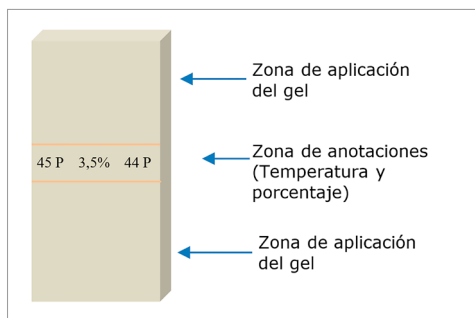 Zona de aplicación
del gel
45 P 3,5% 44 P
Zona de anotaciones
(Temperatura y
porcentaje)
Zona de aplicación
del gel